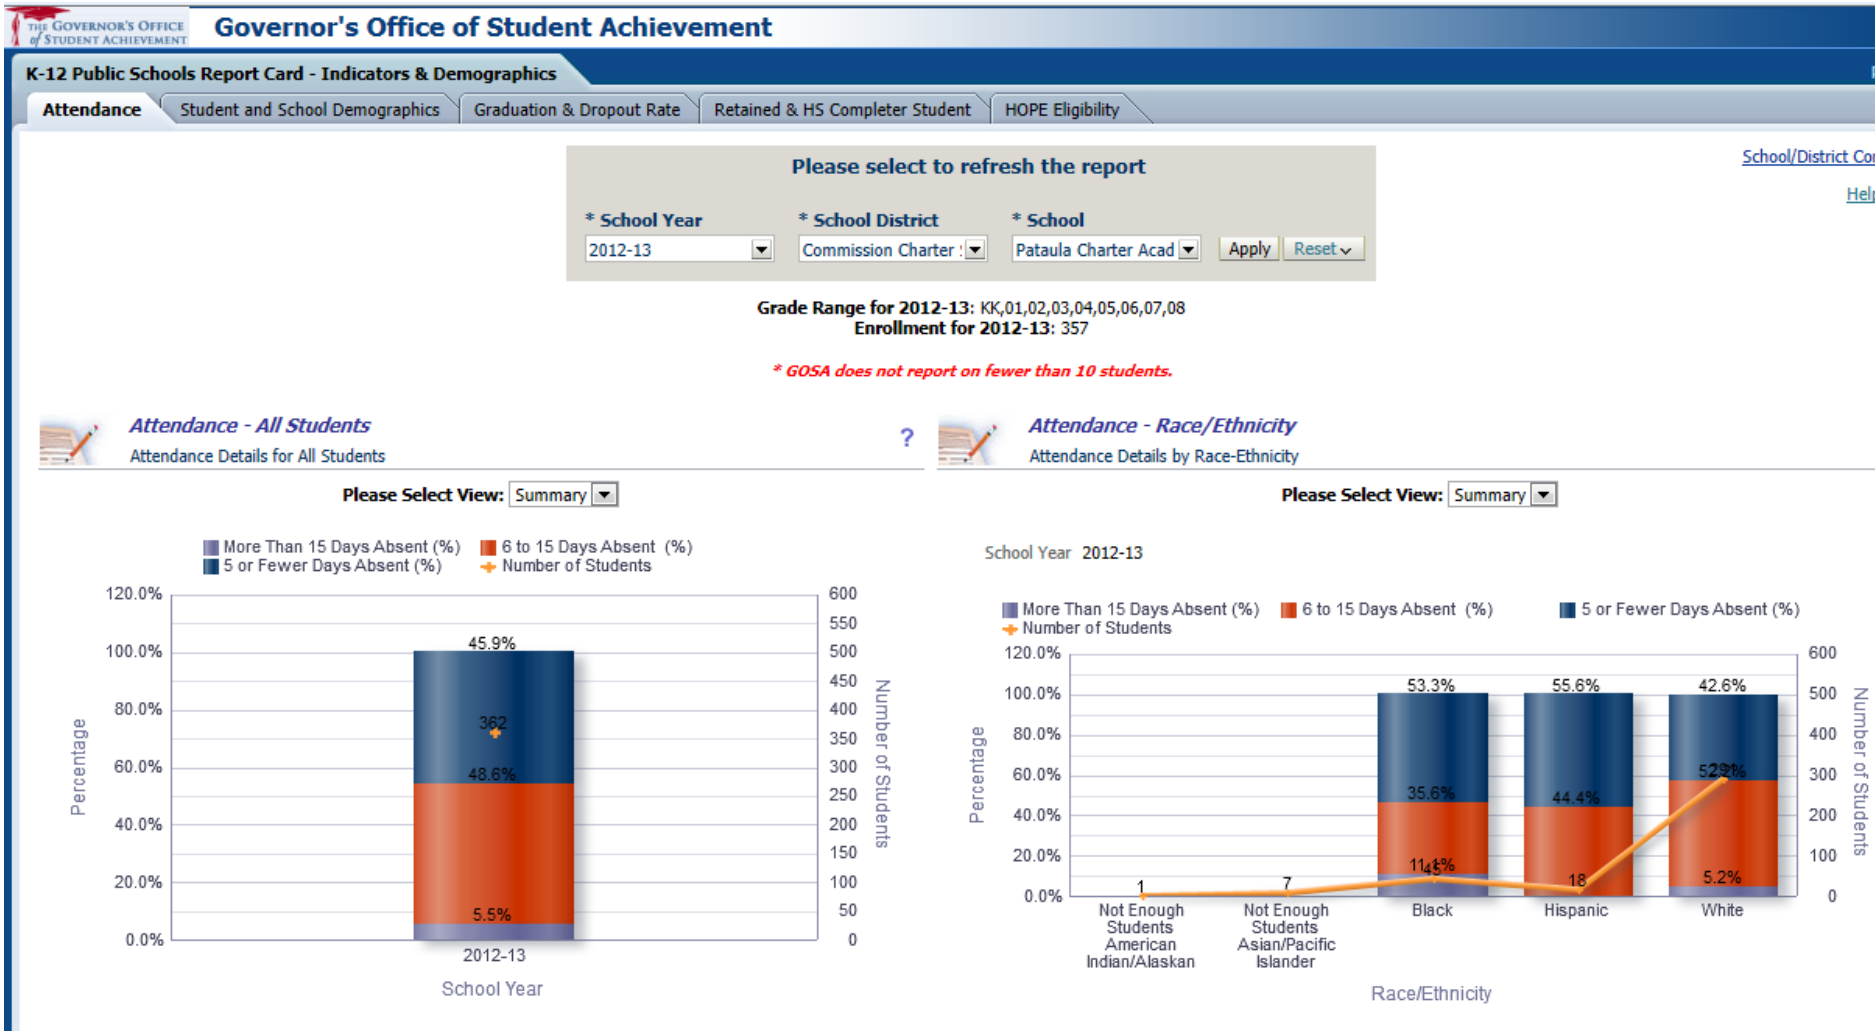 THE GOVERNOR'S OFFICE
of STUDENT ACHIEVEMENT
Governor's Office of Student Achievement
K-12 Public Schools Report Card - Indicators & Demographics
Attendance
Student and School Demographics
Graduation & Dropout Rate
Retained & HS Completer Student
HOPE Eligibility
Please select to refresh the report
School/District
Help
* School Year * School District * School
2012-13 Commission Charter Pataula Charter Acad Apply Reset
Grade Range for 2012-13: KK,01,02,03,04,05,06,07,08
Enrollment for 2012-13: 357
* GOSA does not report on fewer than 10 students.
Attendance - All Students
Attendance Details for All Students
?
Please Select View: Summary
More Than 15 Days Absent (%) 6 to 15 Days Absent (%)
5 or Fewer Days Absent (%) Number of Students
120.0%
100.0%
80.0%
60.0%
40.0%
20.0%
0.0%
Percentage
45.9%
362
48.6%
5.5%
600
550
500
450
400
350
300
250
200
150
100
50
0
Number of Students
2012-13
School Year
Attendance - Race/Ethnicity
Attendance Details by Race-Ethnicity
Please Select View: Summary
School Year 2012-13
More Than 15 Days Absent (%) 6 to 15 Days Absent (%) 5 or Fewer Days Absent (%)
Number of Students
120.0%
100.0%
80.0%
60.0%
40.0%
20.0%
0.0%
Percentage
53.3% 55.6% 42.6%
35.6% 44.4% 52.2%
291
11.1% 5.2%
1 7 45 18
600
500
400
300
200
100
0
Number of Students
Not Enough
Students
American
Indian/Alaskan
Not Enough
Students
Asian/Pacific
Islander
Black
Hispanic
White
Race/Ethnicity